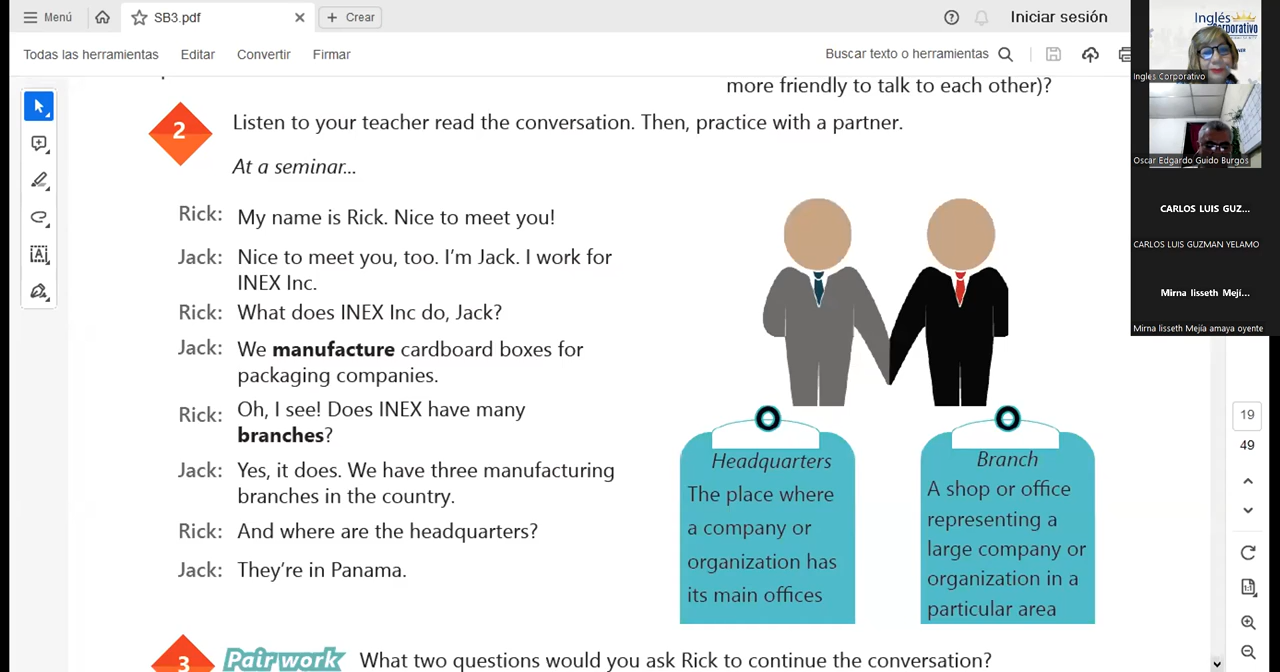 Menú
SB3.pdf
Crear
Iniciar sesión
Todas las herramientas
Editar
Convertir
Firmar
Buscar texto o herramientas
more friendly to talk to each other)?
2
Listen to your teacher read the conversation. Then, practice with a partner.
At a seminar...
Rick: My name is Rick. Nice to meet you!
Jack: Nice to meet you, too. I'm Jack. I work for
INEX Inc.
Rick: What does INEX Inc do, Jack?
Jack: We manufacture cardboard boxes for
packaging companies.
Rick: Oh, I see! Does INEX have many
branches?
Jack: Yes, it does. We have three manufacturing
branches in the country.
Rick: And where are the headquarters?
Jack: They're in Panama.
Headquarters
The place where
a company or
organization has
its main offices
Branch
A shop or office
representing a
large company or
organization in a
particular area
3
Pair work
What two questions would you ask Rick to continue the conversation?
19
49
Inglés
Corporativo
Ingles Corporativo
Oscar Edgardo Guido Burgos
CARLOS LUIS GUZ...
CARLOS LUIS GUZMAN YELAMO
Mirna lisseth Mejí...
Mirna lisseth Mejía amaya oyente